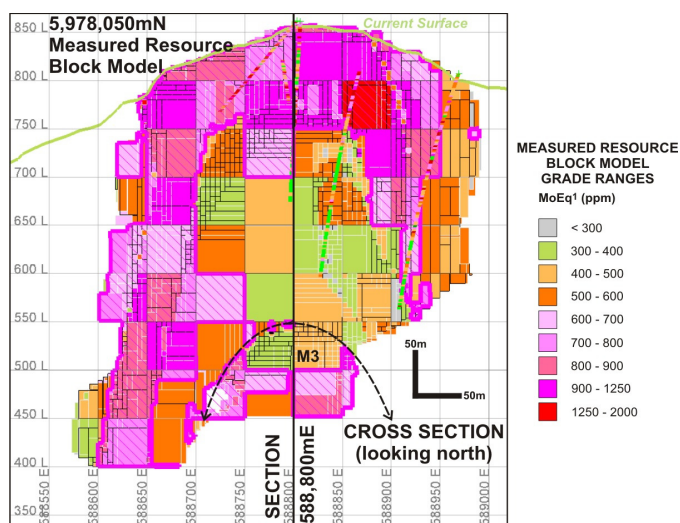 5,978,050mN
Measured Resource
Block Model
Current Surface
850 L
800 L
750 L
700 L
650 L
600 L
550 L
500 L
450 L
400 L
350 L
M3
50m
50m
SECTION
588,800mE
CROSS SECTION
(looking north)
588550 E
588600 E
588650 E
588700 E
588750 E
588800 E
588850 E
588900 E
588950 E
589000 E
MEASURED RESOURCE
BLOCK MODEL
GRADE RANGES
MoEq¹ (ppm)
< 300
300 - 400
400 - 500
500 - 600
600 - 700
700 - 800
800 - 900
900 - 1250
1250 - 2000